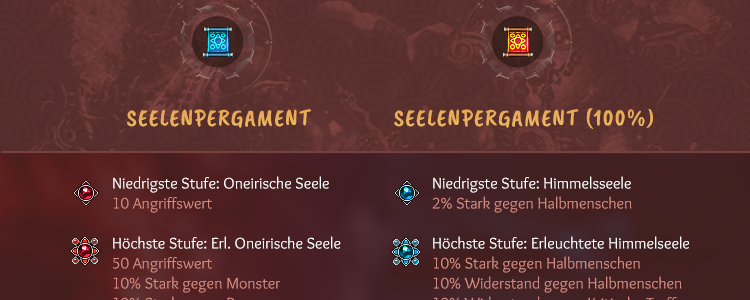 SEELENPERGAMENT
SEELENPERGAMENT (100%)
Niedrigste Stufe: Oneirische Seele
10 Angriffswert
Höchste Stufe: Erl. Oneirische Seele
50 Angriffswert
10% Stark gegen Monster
Niedrigste Stufe: Himmelsseele
2% Stark gegen Halbmenschen
Höchste Stufe: Erleuchtete Himmelseele
10% Stark gegen Halbmenschen
10% Widerstand gegen Halbmenschen